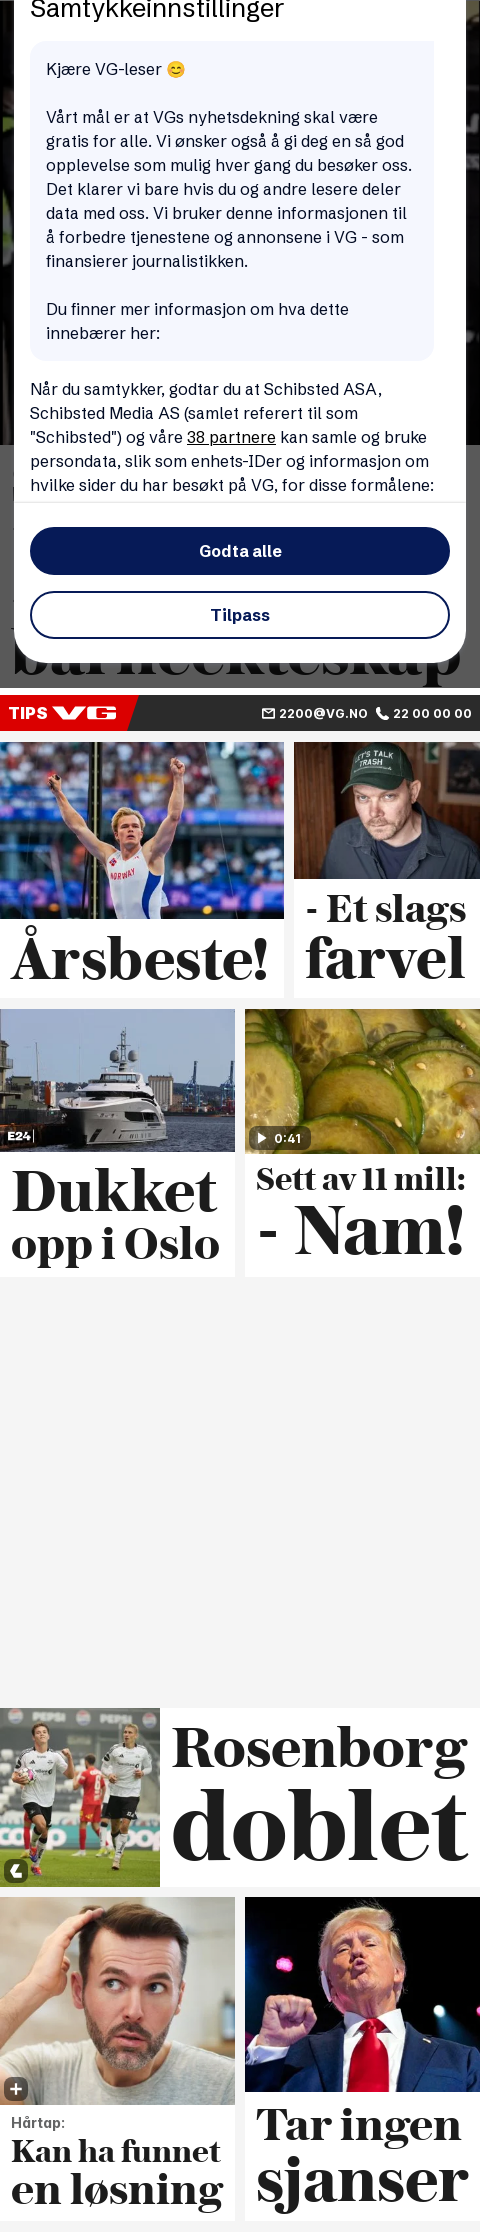 Samtykkeinnstillinger
Kjære VG-leser 😊
Vårt mål er at VGs nyhetsdekning skal være
gratis for alle. Vi ønsker også å gi deg en så god
opplevelse som mulig hver gang du besøker oss.
Det klarer vi bare hvis du og andre lesere deler
data med oss. Vi bruker denne informasjonen til
å forbedre tjenestene og annonsene i VG - som
finansierer journalistikken.
Du finner mer informasjon om hva dette
innebærer her:
Når du samtykker, godtar du at Schibsted ASA,
Schibsted Media AS (samlet referert til som
"Schibsted") og våre 38 partnere kan samle og bruke
persondata, slik som enhets-IDer og informasjon om
hvilke sider du har besøkt på VG, for disse formålene:
Godta alle
Tilpass
TIPS VG 2200@VG.NO 22 00 00 00
NORWAY
Årsbeste!
LET'S TALK
TRASH
- Et slags
farvel
E24
Dukket
opp i Oslo
0:41
Sett av 11 mill:
- Nam!
PEPSI PEPSI
Rosenborg
doblet
Hårtap:
Kan ha funnet
en løsning
Tar ingen
sjanser